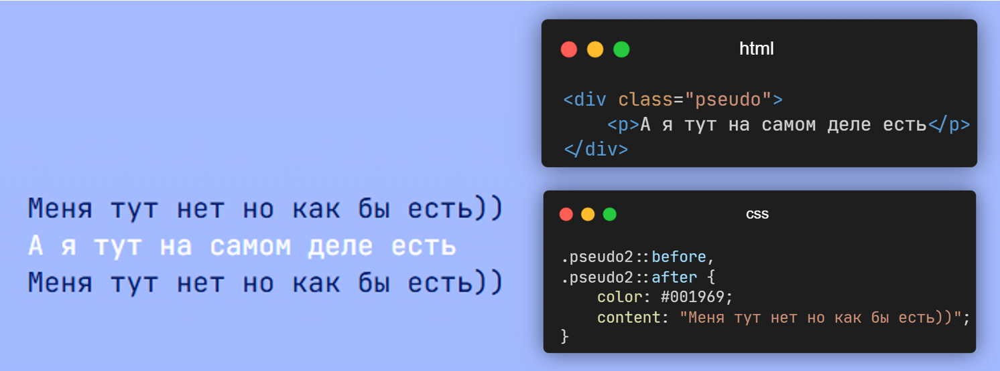 Меня тут нет но как бы есть))
А я тут на самом деле есть
Меня тут нет но как бы есть))
html
<div class="pseudo">
<p>А я тут на самом деле есть</p>
</div>
css
.pseudo2::before,
.pseudo2::after {
color: #001969;
content: "Меня тут нет но как бы есть))";
}